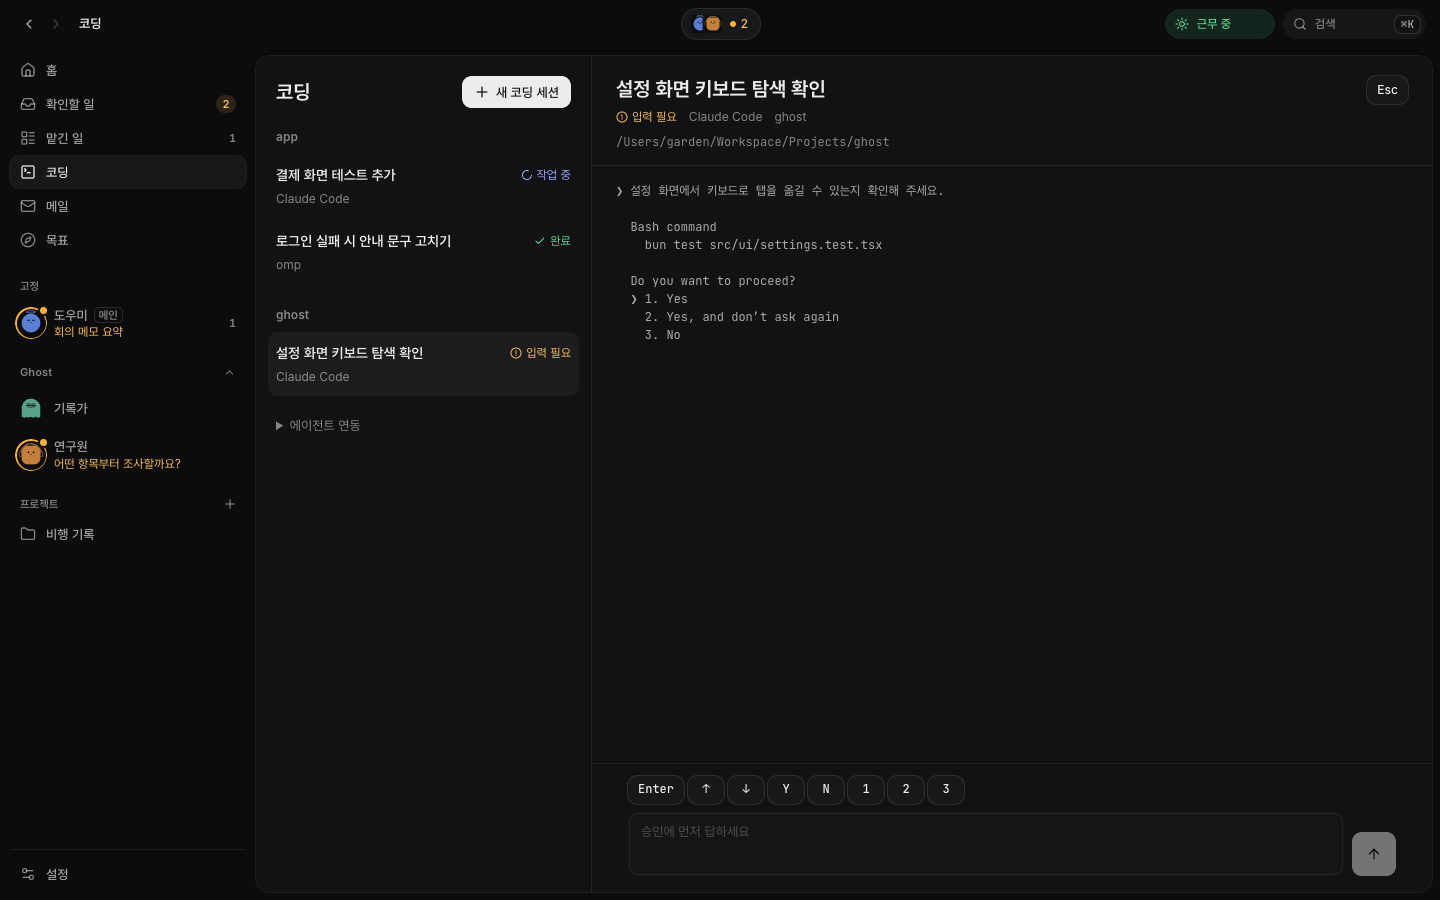 코딩
2
근무 중
검색
⌘K
홈
확인할 일
2
맡긴 일
1
코딩
메일
목표
고정
도우미 메인
회의 메모 요약
1
Ghost
기록가
연구원
어떤 항목부터 조사할까요?
프로젝트
비행 기록
설정
코딩
새 코딩 세션
app
결제 화면 테스트 추가
작업 중
Claude Code
로그인 실패 시 안내 문구 고치기
완료
omp
ghost
설정 화면 키보드 탐색 확인
입력 필요
Claude Code
에이전트 연동
설정 화면 키보드 탐색 확인
Esc
입력 필요 Claude Code ghost
/Users/garden/Workspace/Projects/ghost
❯ 설정 화면에서 키보드로 탭을 옮길 수 있는지 확인해 주세요.
Bash command
bun test src/ui/settings.test.tsx
Do you want to proceed?
❯ 1. Yes
2. Yes, and don’t ask again
3. No
Enter ↑ ↓ Y N 1 2 3
승인에 먼저 답하세요